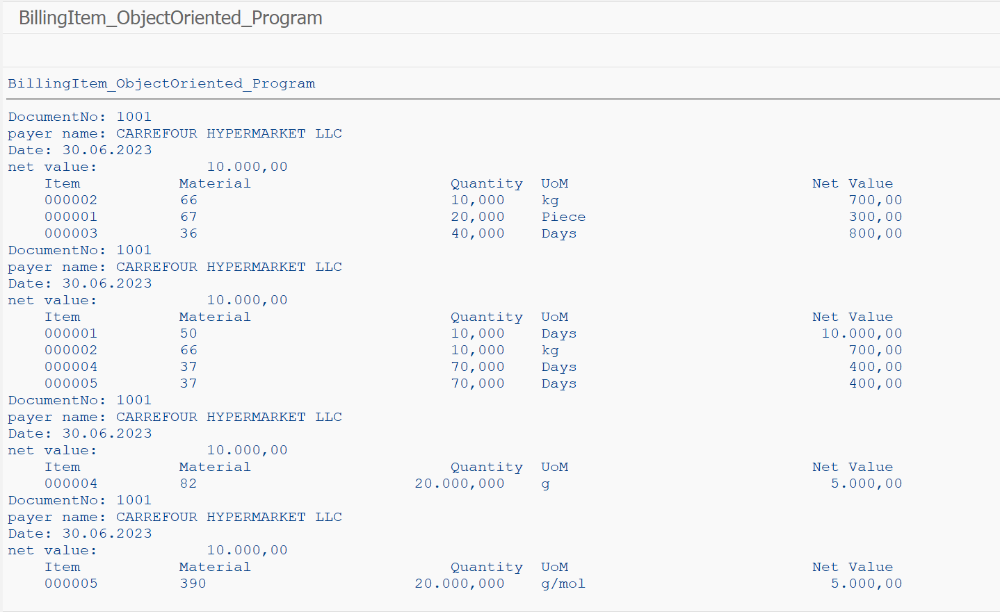 BillingItem_ObjectOriented_Program
BillingItem_ObjectOriented_Program
DocumentNo: 1001
payer name: CARREFOUR HYPERMARKET LLC
Date: 30.06.2023
net value: 10.000,00
Item Material Quantity UoM Net Value
000002 66 10,000 kg 700,00
000001 67 20,000 Piece 300,00
000003 36 40,000 Days 800,00
DocumentNo: 1001
payer name: CARREFOUR HYPERMARKET LLC
Date: 30.06.2023
net value: 10.000,00
Item Material Quantity UoM Net Value
000001 50 10,000 Days 10.000,00
000002 66 10,000 kg 700,00
000004 37 70,000 Days 400,00
000005 37 70,000 Days 400,00
DocumentNo: 1001
payer name: CARREFOUR HYPERMARKET LLC
Date: 30.06.2023
net value: 10.000,00
Item Material Quantity UoM Net Value
000004 82 20.000,000 g 5.000,00
DocumentNo: 1001
payer name: CARREFOUR HYPERMARKET LLC
Date: 30.06.2023
net value: 10.000,00
Item Material Quantity UoM Net Value
000005 390 20.000,000 g/mol 5.000,00